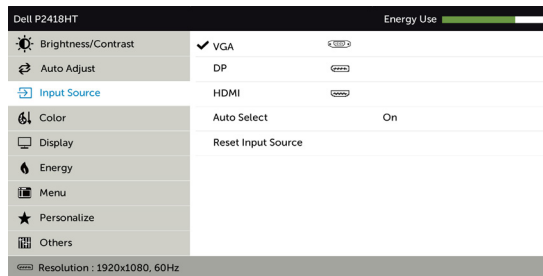 Dell P2418HT Energy Use
Brightness/Contrast
Auto Adjust
Input Source
Color
Display
Energy
Menu
Personalize
Others
VGA
DP
HDMI
Auto Select On
Reset Input Source
Resolution : 1920x1080, 60Hz